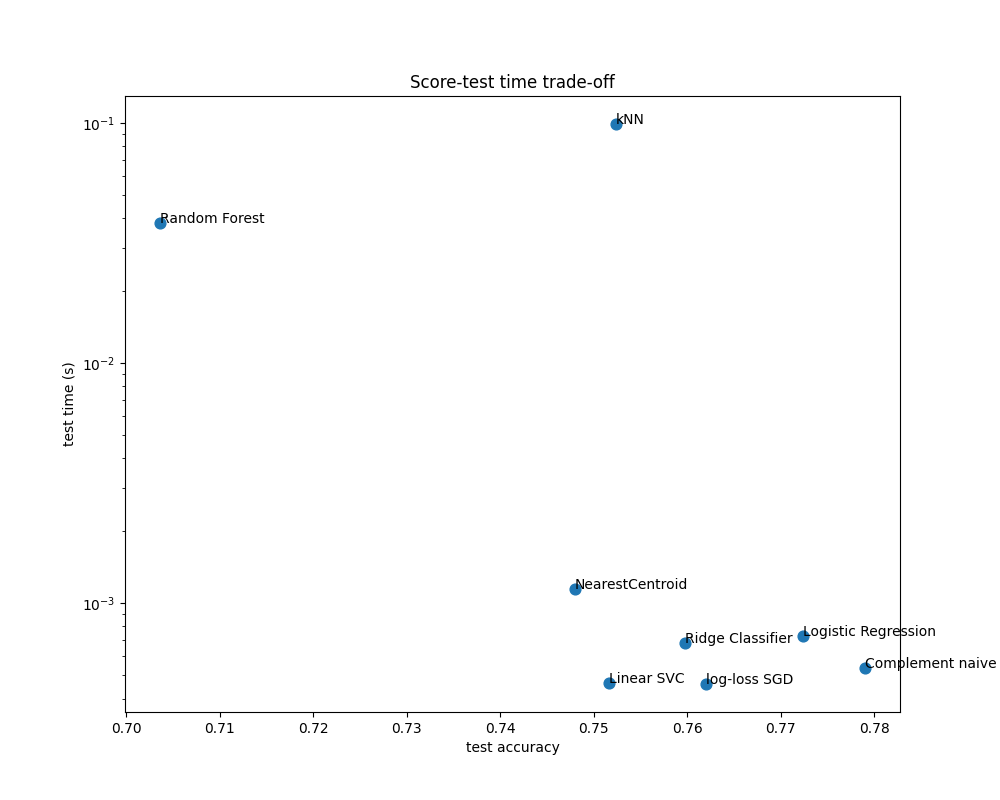 Score-test time trade-off
test time (s)
10⁻¹
10⁻²
10⁻³
kNN
Random Forest
NearestCentroid
Logistic Regression
Ridge Classifier
Complement naive
Linear SVC
log-loss SGD
0.70 0.71 0.72 0.73 0.74 0.75 0.76 0.77 0.78
test accuracy